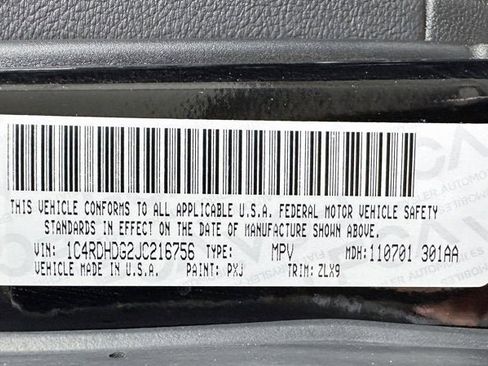 THIS VEHICLE CONFORMS TO ALL APPLICABLE U.S.A. FEDERAL MOTOR VEHICLE SAFETY
STANDARDS IN EFFECT ON THE DATE OF MANUFACTURE SHOWN ABOVE.
VIN: 1C4RDHDG2JC216756 TYPE: MPV MDH: 110701 301AA
VEHICLE MADE IN U.S.A. PAINT: PXJ TRIM: ZLX9